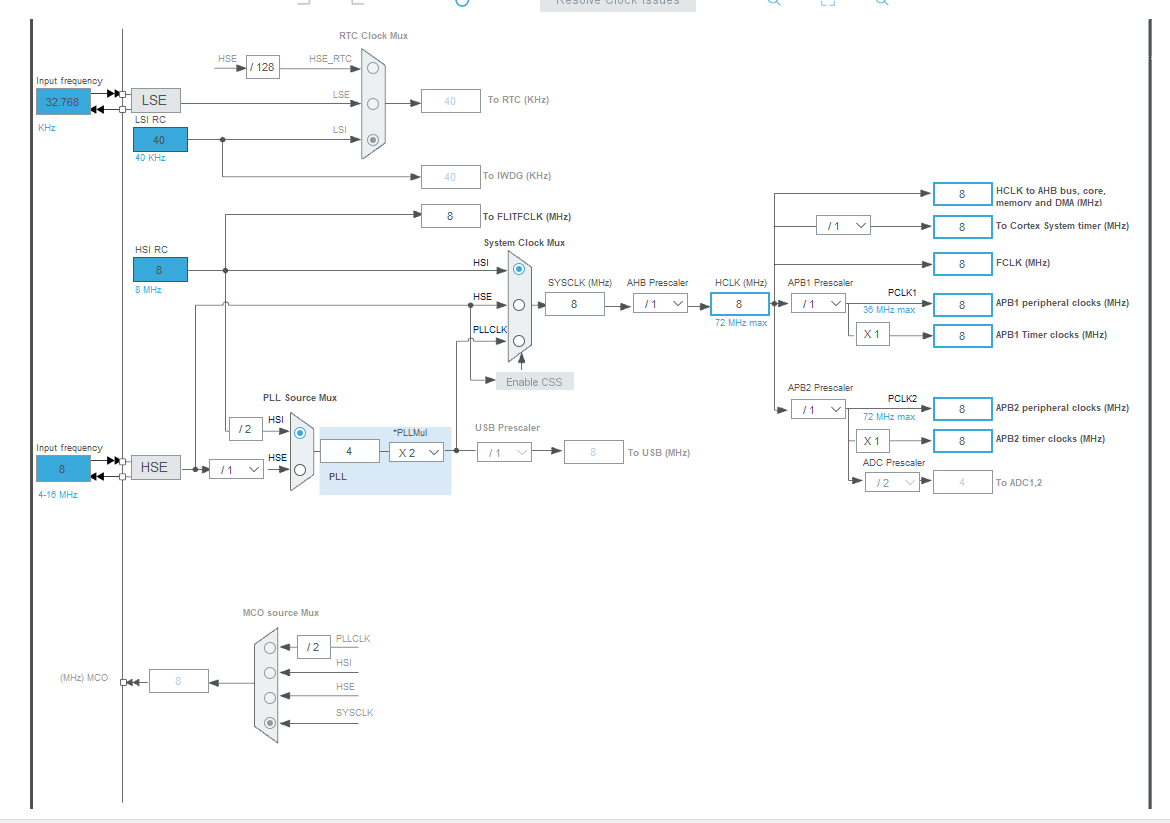 Resolve Clock Issues
RTC Clock Mux
HSE
/ 128
HSE_RTC
Input frequency
32.768
KHz
LSE
LSE
40
To RTC (KHz)
LSI RC
40
40 KHz
LSI
40
To IWDG (KHz)
8
To FLITFCLK (MHz)
HSI RC
8
8 MHz
System Clock Mux
HSI
HSE
PLLCLK
SYSCLK (MHz)
8
AHB Prescaler
/ 1
HCLK (MHz)
8
72 MHz max
Enable CSS
8
HCLK to AHB bus, core,
memory and DMA (MHz)
/ 1
8
To Cortex System timer (MHz)
8
FCLK (MHz)
APB1 Prescaler
/ 1
PCLK1
36 MHz max
8
APB1 peripheral clocks (MHz)
X 1
8
APB1 Timer clocks (MHz)
APB2 Prescaler
/ 1
PCLK2
72 MHz max
8
APB2 peripheral clocks (MHz)
X 1
8
APB2 timer clocks (MHz)
ADC Prescaler
/ 2
4
To ADC1,2
PLL Source Mux
/ 2
HSI
Input frequency
8
4-16 MHz
HSE
/ 1
HSE
4
*PLLMul
X 2
PLL
USB Prescaler
/ 1
8
To USB (MHz)
MCO source Mux
/ 2
PLLCLK
HSI
HSE
SYSCLK
(MHz) MCO
8